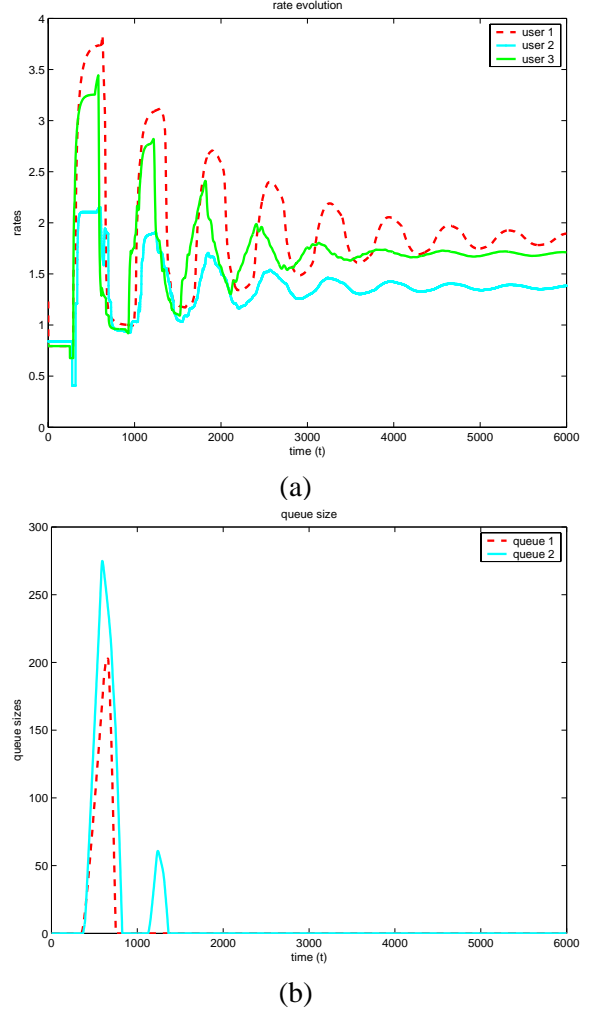 rate evolution
4
3.5
3
2.5
2
1.5
1
0.5
0
rates
user 1
user 2
user 3
0 1000 2000 3000 4000 5000 6000
time (t)
(a)
queue size
300
250
200
150
100
50
0
queue sizes
queue 1
queue 2
0 1000 2000 3000 4000 5000 6000
time (t)
(b)